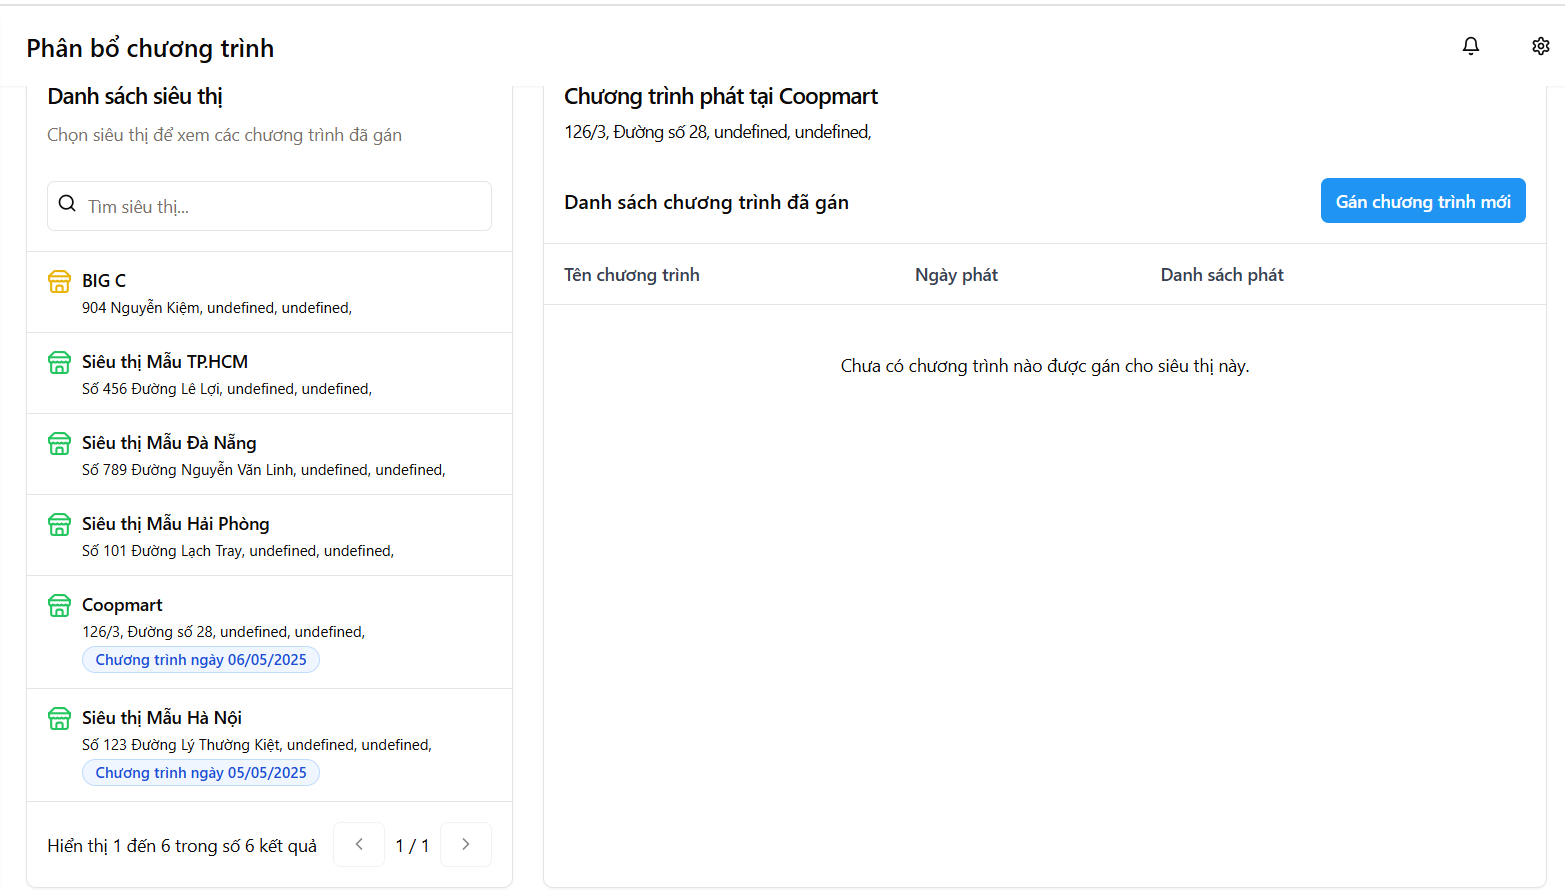 Phân bổ chương trình
Danh sách siêu thị
Chọn siêu thị để xem các chương trình đã gán
Tìm siêu thị...
BIG C
904 Nguyễn Kiệm, undefined, undefined,
Siêu thị Mẫu TP.HCM
Số 456 Đường Lê Lợi, undefined, undefined,
Siêu thị Mẫu Đà Nẵng
Số 789 Đường Nguyễn Văn Linh, undefined, undefined,
Siêu thị Mẫu Hải Phòng
Số 101 Đường Lạch Tray, undefined, undefined,
Coopmart
126/3, Đường số 28, undefined, undefined,
Chương trình ngày 06/05/2025
Siêu thị Mẫu Hà Nội
Số 123 Đường Lý Thường Kiệt, undefined, undefined,
Chương trình ngày 05/05/2025
Hiển thị 1 đến 6 trong số 6 kết quả
1 / 1
Chương trình phát tại Coopmart
126/3, Đường số 28, undefined, undefined,
Danh sách chương trình đã gán
Gán chương trình mới
Tên chương trình
Ngày phát
Danh sách phát
Chưa có chương trình nào được gán cho siêu thị này.